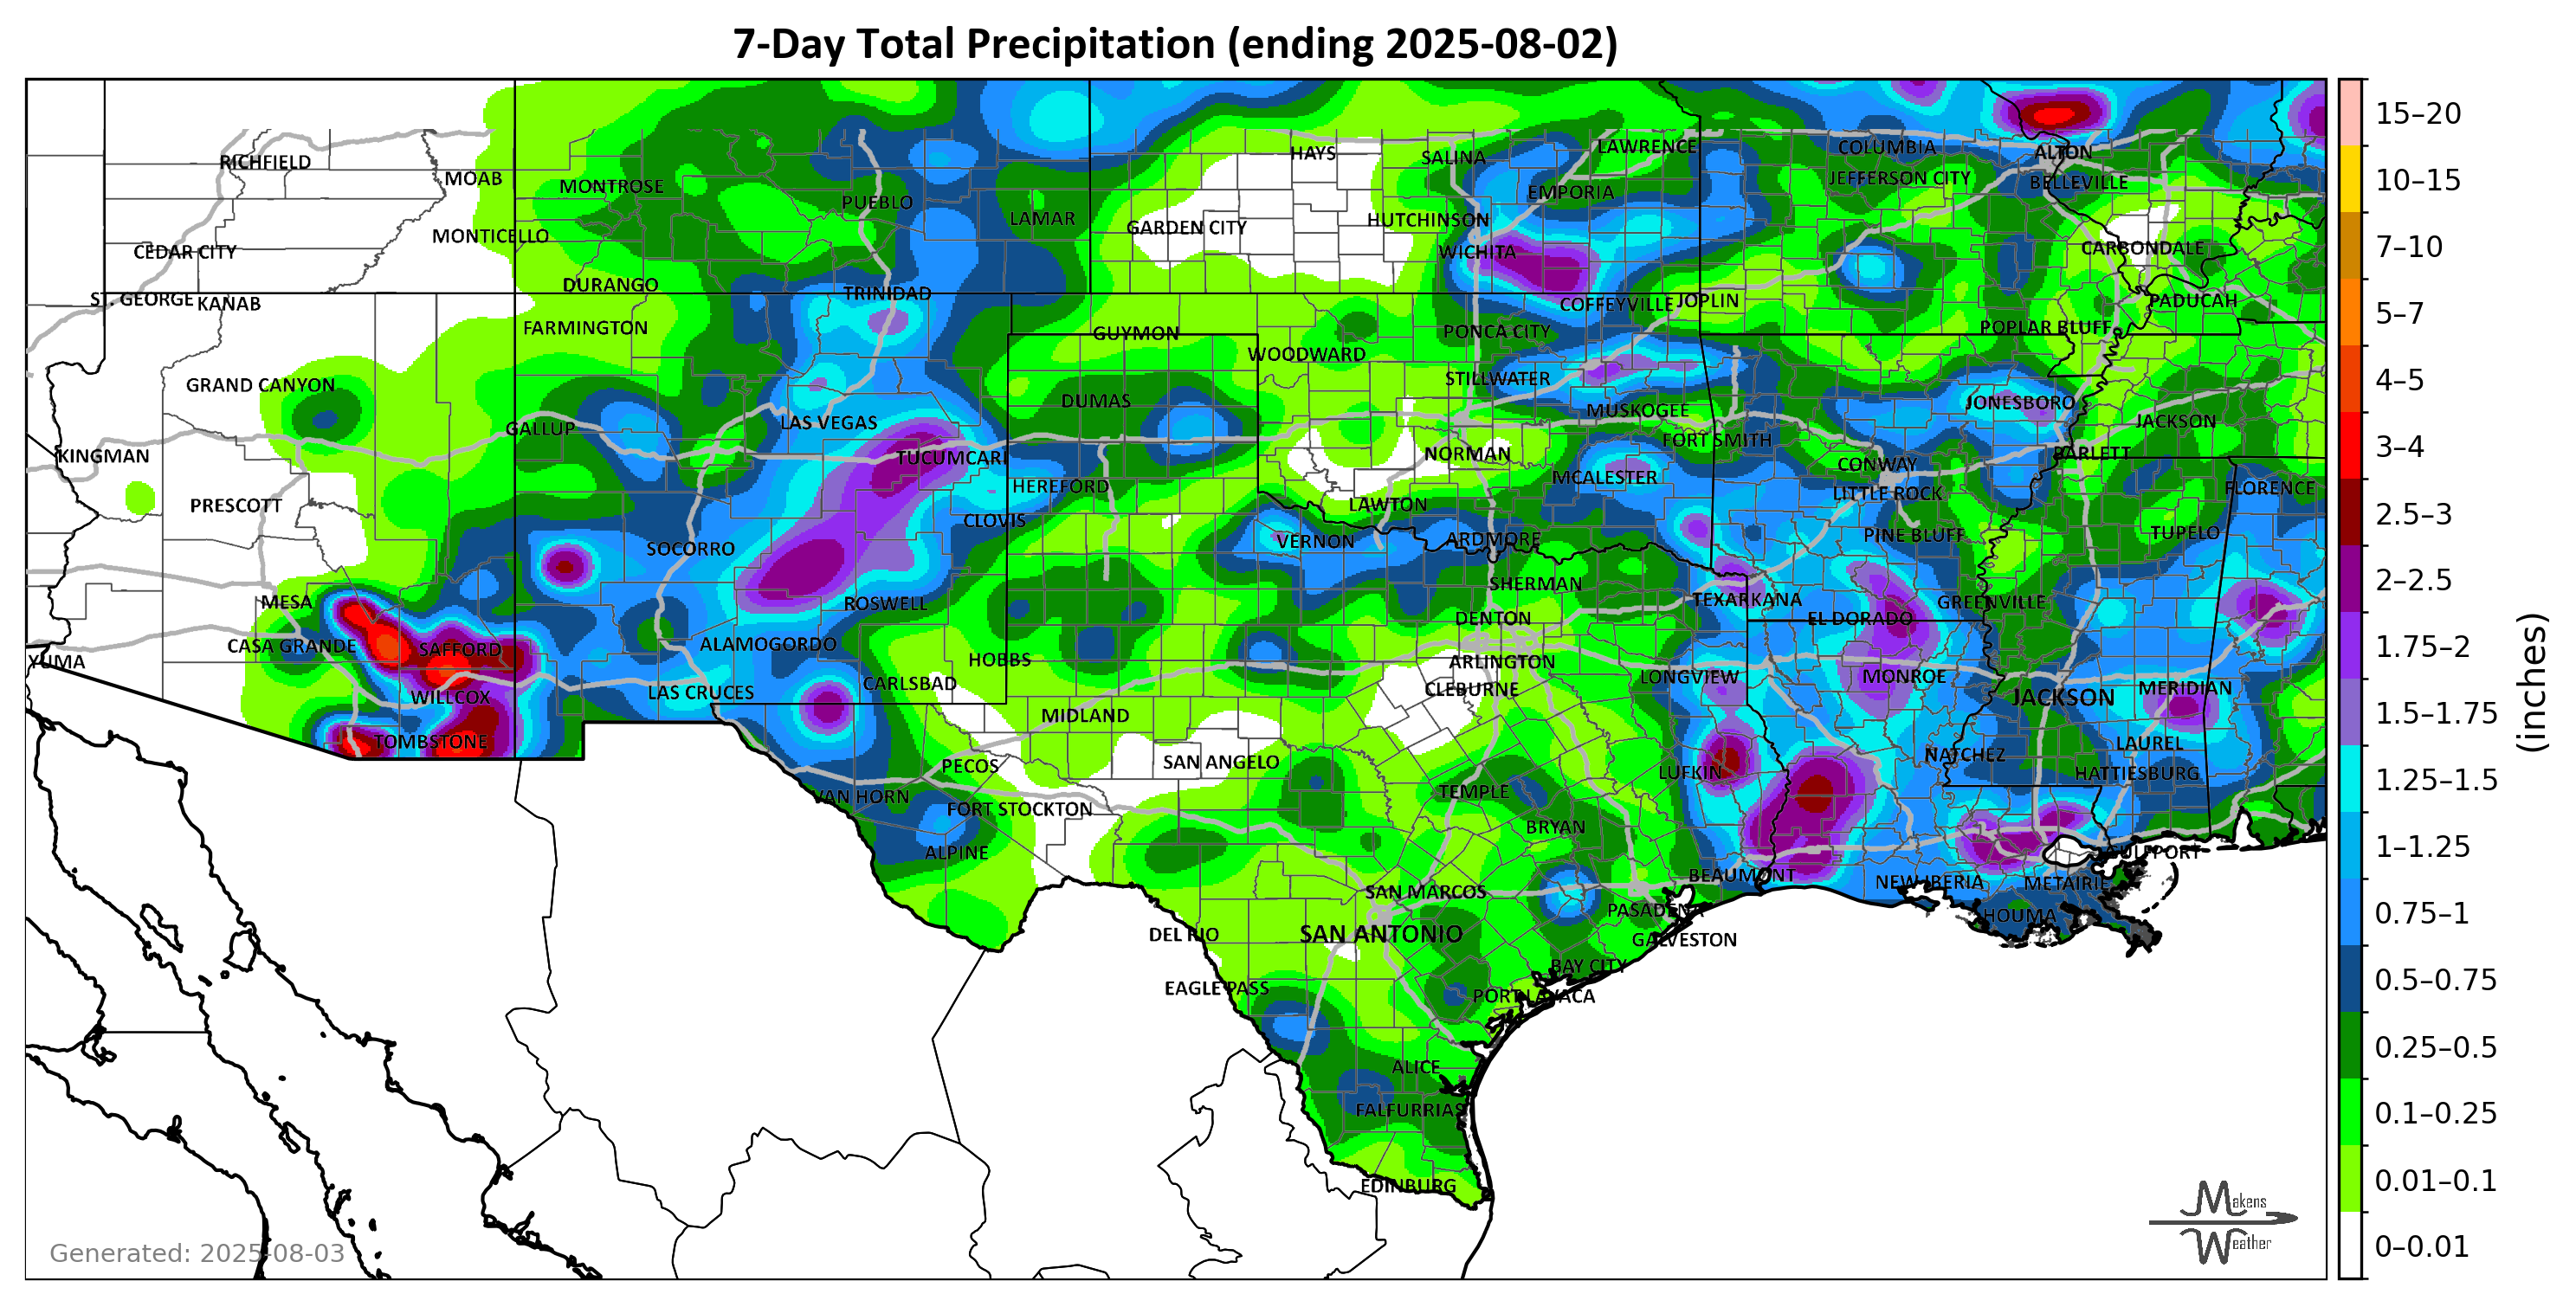 7-Day Total Precipitation (ending 2025-08-02)
HAYS
SALINA
LAWRENCE
COLUMBIA
ALTON
RICHFIELD
MOAB
MONTROSE
PUEBLO
LAMAR
EMPORIA
JEFFERSON CITY
BELLEVILLE
GARDEN CITY
HUTCHINSON
CEDAR CITY
MONTICELLO
WICHITA
CARBONDALE
DURANGO
TRINIDAD
ST. GEORGE
KANAB
COFFEYVILLE
JOPLIN
PADUCAH
FARMINGTON
GUYMON
PONCA CITY
POPLAR BLUFF
WOODWARD
GRAND CANYON
STILLWATER
DUMAS
MUSKOGEE
JONESBORO
GALLUP
LAS VEGAS
FORT SMITH
JACKSON
KINGMAN
TUCUMCARI
NORMAN
BARLETT
CONWAY
HEREFORD
MCALESTER
LITTLE ROCK
FLORENCE
PRESCOTT
LAWTON
CLOVIS
SOCORRO
VERNON
ARDMORE
PINE BLUFF
TUPELO
SHERMAN
MESA
ROSWELL
TEXARKANA
GREENVILLE
DENTON
EL DORADO
CASA GRANDE
SAFFORD
ALAMOGORDO
YUMA
HOBBS
ARLINGTON
LONGVIEW
MONROE
WILLCOX
LAS CRUCES
CARLSBAD
CLEBURNE
JACKSON
MERIDIAN
MIDLAND
TOMBSTONE
PECOS
SAN ANGELO
LUFKIN
NATCHEZ
LAUREL
HATTIESBURG
VAN HORN
FORT STOCKTON
TEMPLE
BRYAN
ALPINE
GULFPORT
SAN MARCOS
BEAUMONT
NEW IBERIA
METAIRIE
PASADENA
HOUMA
DEL RIO
SAN ANTONIO
GALVESTON
BAY CITY
EAGLE PASS
PORT LAVACA
ALICE
FALFURRIAS
EDINBURG
15–20
10–15
7–10
5–7
4–5
3–4
2.5–3
2–2.5
1.75–2
1.5–1.75
1.25–1.5
1–1.25
0.75–1
0.5–0.75
0.25–0.5
0.1–0.25
0.01–0.1
0–0.01
(inches)
Makens
Weather
Generated: 2025-08-03